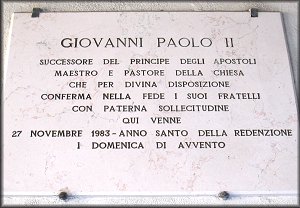 GIOVANNI PAOLO II
SUCCESSORE DEL PRINCIPE DEGLI APOSTOLI
MAESTRO E PASTORE DELLA CHIESA
CHE PER DIVINA DISPOSIZIONE
CONFERMA NELLA FEDE I SUOI FRATELLI
CON PATERNA SOLLECITUDINE
QUI VENNE
27 NOVEMBRE 1983 - ANNO SANTO DELLA REDENZIONE
I DOMENICA DI AVVENTO